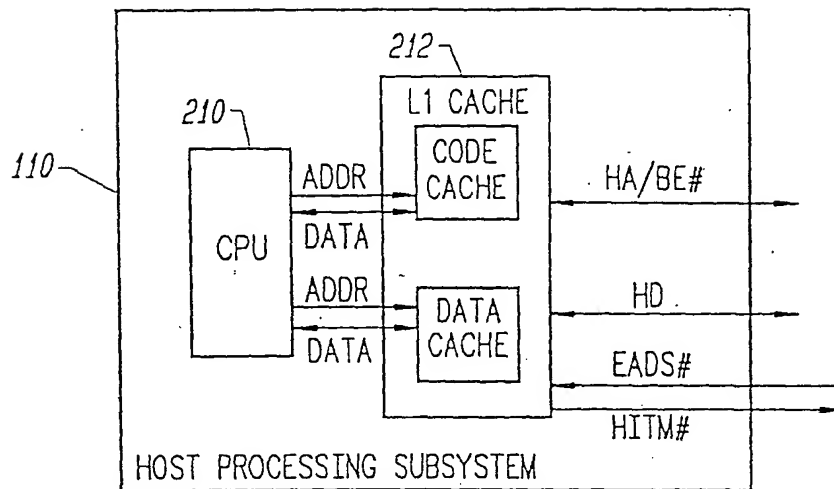 212
L1 CACHE
210
CODE
CACHE
110
ADDR
HA/BE#
DATA
CPU
ADDR
DATA
CACHE
HD
DATA
EADS#
HITM#
HOST PROCESSING SUBSYSTEM